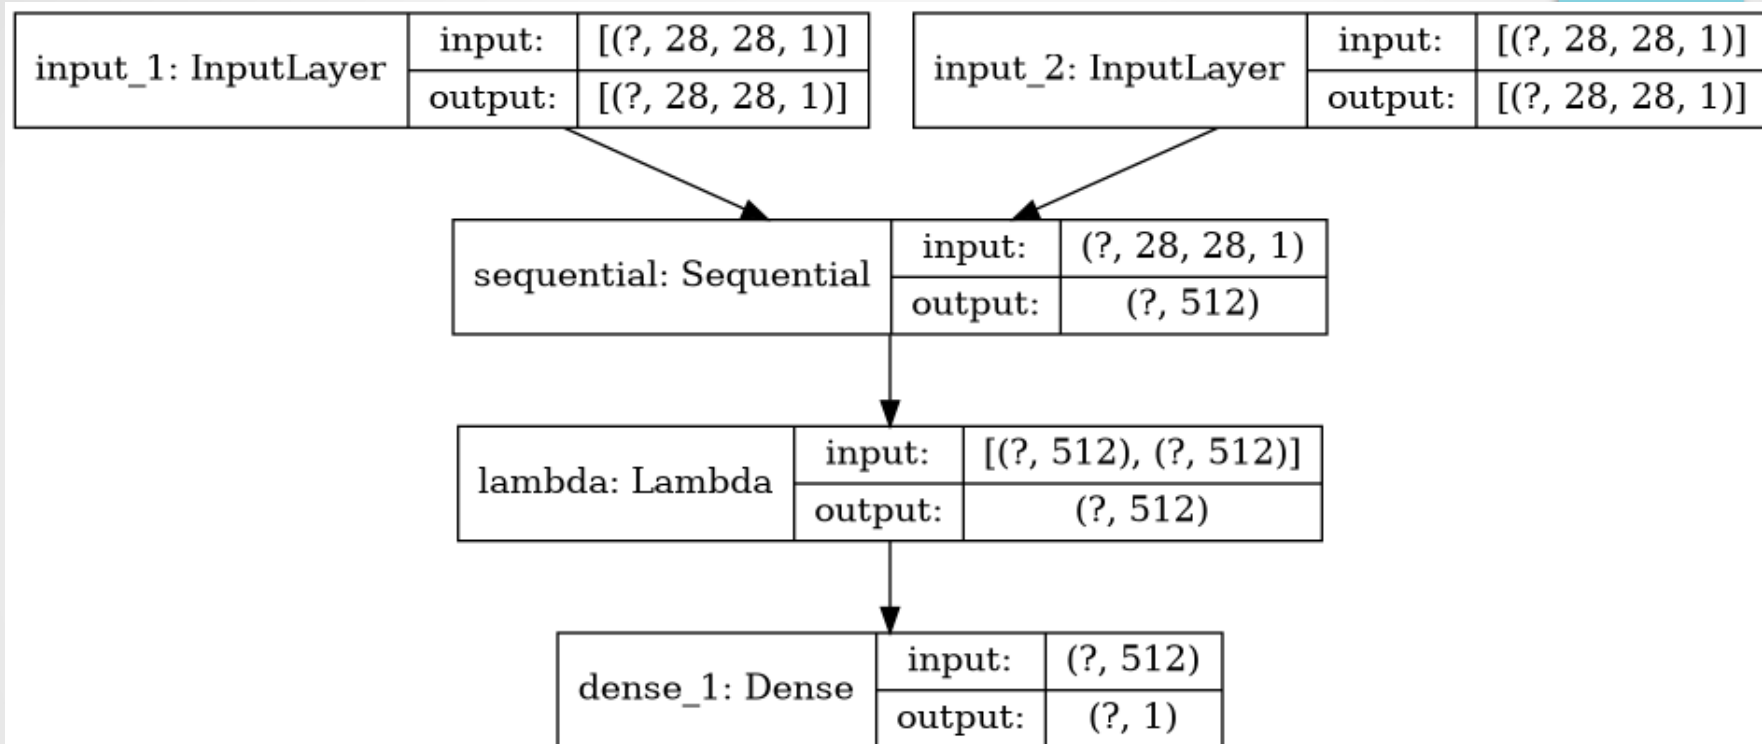 input_1: InputLayer
input:
[(?, 28, 28, 1)]
output:
[(?, 28, 28, 1)]
input_2: InputLayer
input:
[(?, 28, 28, 1)]
output:
[(?, 28, 28, 1)]
sequential: Sequential
input:
(?, 28, 28, 1)
output:
(?, 512)
lambda: Lambda
input:
[(?, 512), (?, 512)]
output:
(?, 512)
dense_1: Dense
input:
(?, 512)
output:
(?, 1)